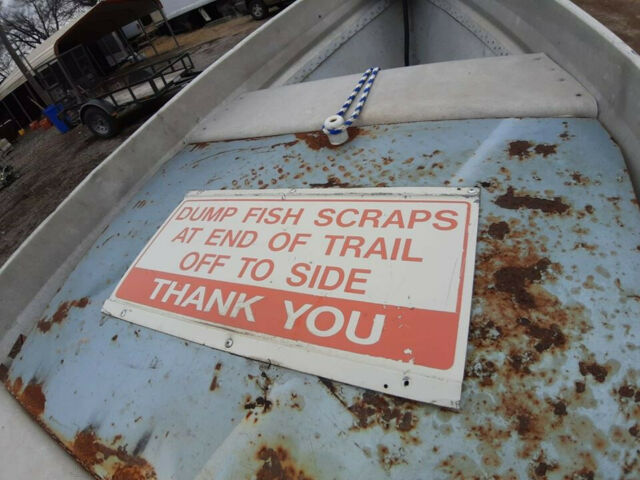 DUMP FISH SCRAPS
AT END OF TRAIL
OFF TO SIDE
THANK YOU